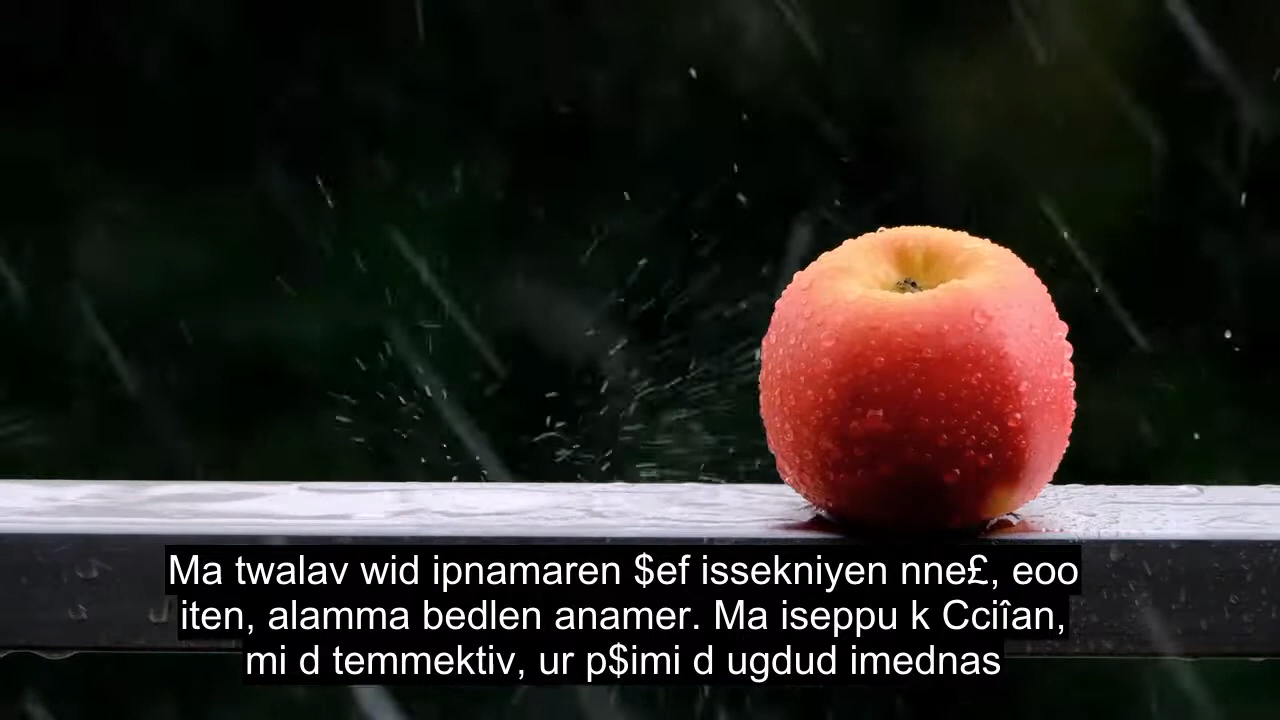 Ma twalav wid ipnamaren $ef issekniyen nne£, eoo
iten, alamma bedlen anamer. Ma iseppu k Cciîan,
mi d temmektiv, ur p$imi d ugdud imednas